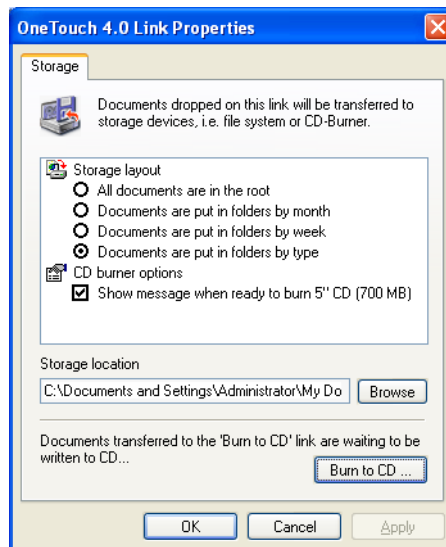 OneTouch 4.0 Link Properties
Storage
Documents dropped on this link will be transferred to
storage devices, i.e. file system or CD-Burner.
Storage layout
All documents are in the root
Documents are put in folders by month
Documents are put in folders by week
Documents are put in folders by type
CD burner options
Show message when ready to burn 5" CD (700 MB)
Storage location
C:\Documents and Settings\Administrator\My Do
Browse
Documents transferred to the 'Burn to CD' link are waiting to be
written to CD...
Burn to CD ...
OK
Cancel
Apply